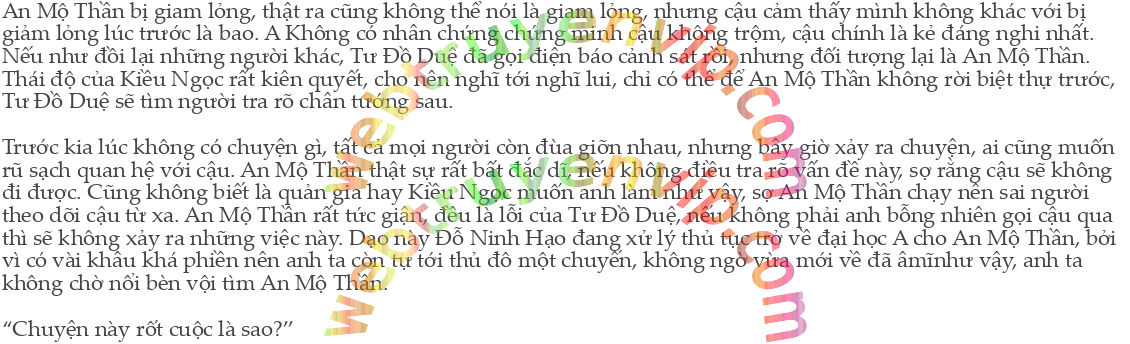 An Mộ Thần bị giam lỏng, thật ra cũng không thể nói là giam lỏng, nhưng cậu cảm thấy mình không khác với bị
giảm lỏng lúc trước là bao. A Không có nhân chứng chứng minh cậu không trộm, cậu chính là kẻ đáng nghi nhất.
Nếu như đổi lại những người khác, Tư Đồ Duệ đã gọi điện báo cảnh sát rồi, nhưng đối tượng lại là An Mộ Thần.
Thái độ của Kiều Ngọc rất kiên quyết, cho nên nghĩ tới nghĩ lui, chỉ có thể để An Mộ Thần không rời biệt thự trước,
Tư Đồ Duệ sẽ tìm người tra rõ chân tướng sau.
Trước kia lúc không có chuyện gì, tất cả mọi người còn đùa giỡn nhau, nhưng bây giờ xảy ra chuyện, ai cũng muốn
rũ sạch quan hệ với cậu. An Mộ Thần thật sự rất bất đắc dĩ, nếu không điều tra rõ vấn đề này, sợ rằng cậu sẽ không
đi được. Cũng không biết là quản gia hay Kiều Ngọc muốn anh làm như vậy, sợ An Mộ Thần chạy nên sai người
theo dõi cậu từ xa. An Mộ Thần rất tức giận, đều là lỗi của Tư Đồ Duệ, nếu không phải anh bỗng nhiên gọi cậu qua
thì sẽ không xảy ra những việc này. Dạo này Đỗ Ninh Hạo đang xử lý thủ tục trở về đại học A cho An Mộ Thần, bởi
vì có vài khâu khá phiền nên anh ta còn tự tới thủ đô một chuyến, không ngờ vừa mới về đã âmĩnhư vậy, anh ta
không chờ nổi bèn vội tìm An Mộ Thần.
“Chuyện này rốt cuộc là sao?”
webtruyenvip.com
webtruyenvip.com